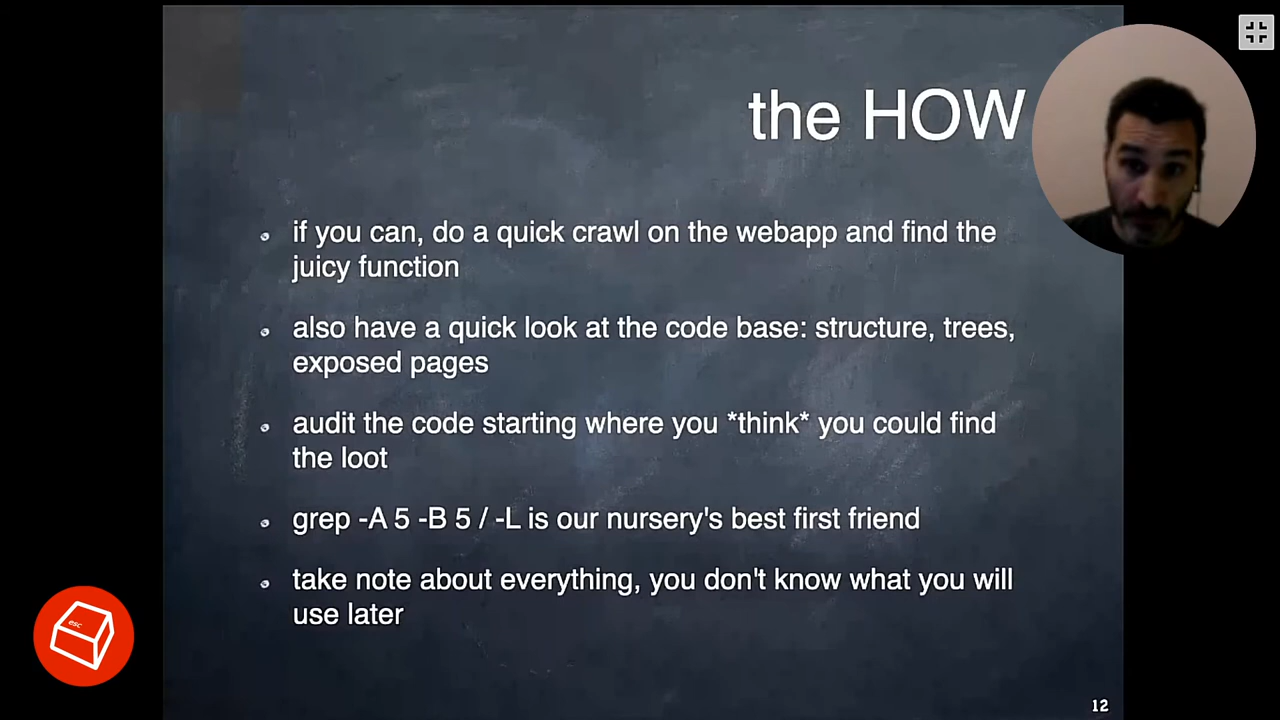 the HOW
if you can, do a quick crawl on the webapp and find the
juicy function
also have a quick look at the code base: structure, trees,
exposed pages
audit the code starting where you *think* you could find
the loot
grep -A 5 -B 5 / -L is our nursery's best first friend
take note about everything, you don't know what you will
use later
esc
12